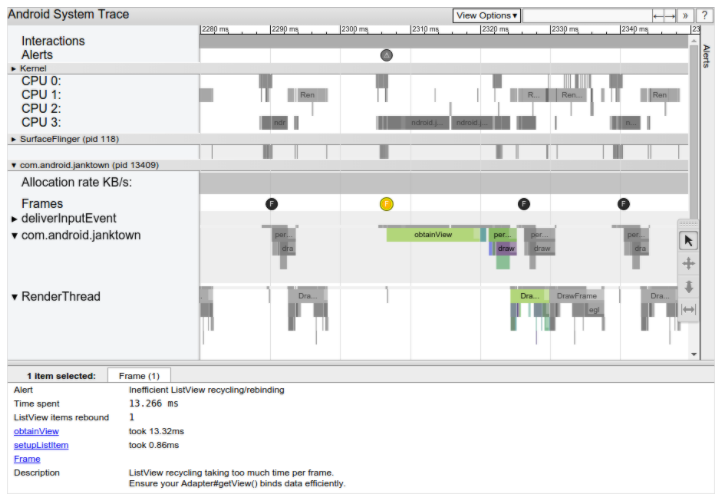 Android System Trace
View Options ▾
»
?
2280 ms 2290 ms 2300 ms 2310 ms 2320 ms 2330 ms 2340 ms 23
Alerts
Interactions
Alerts
▸ Kernel
CPU 0:
CPU 1: Ren R... Ren... Ren
CPU 2:
CPU 3: ndr ndroid.j... ndroid.j... n...
▸ SurfaceFlinger (pid 118)
▾ com.android.janktown (pid 13409)
Allocation rate KB/s:
Frames F F F F
▸ deliverInputEvent
▾ com.android.janktown per... obtainView per... per... per...
dra draw draw dra
▾ RenderThread Dra... Dra... DrawFrame Dra...
egl
1 item selected: Frame (1)
Alert Inefficient ListView recycling/rebinding
Time spent 13.266 ms
ListView items rebound 1
obtainView took 13.32ms
setupListItem took 0.86ms
Frame
Description ListView recycling taking too much time per frame.
Ensure your Adapter#getView() binds data efficiently.